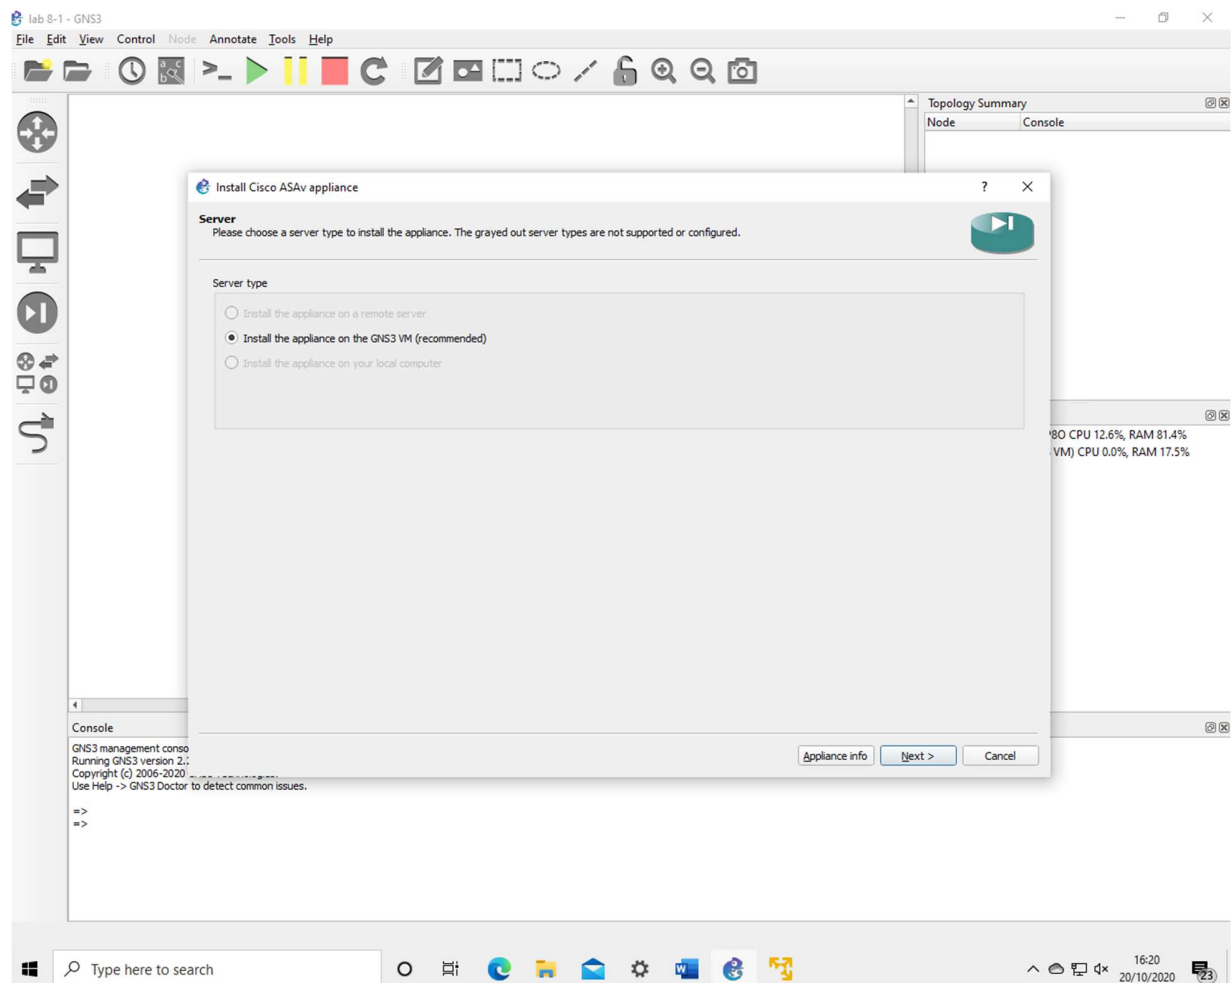 lab 8-1 - GNS3
File Edit View Control Node Annotate Tools Help
Topology Summary
Node Console
Install Cisco ASAv appliance
Server
Please choose a server type to install the appliance. The grayed out server types are not supported or configured.
Server type
Install the appliance on a remote server
Install the appliance on the GNS3 VM (recommended)
Install the appliance on your local computer
CPU 12.6%, RAM 81.4%
VM) CPU 0.0%, RAM 17.5%
Appliance info Next > Cancel
Console
GNS3 management
Running GNS3 version
Copyright (c) 2006-2020
Use Help -> GNS3 Doctor to detect common issues.
=>
=>
Type here to search
16:20
20/10/2020
23